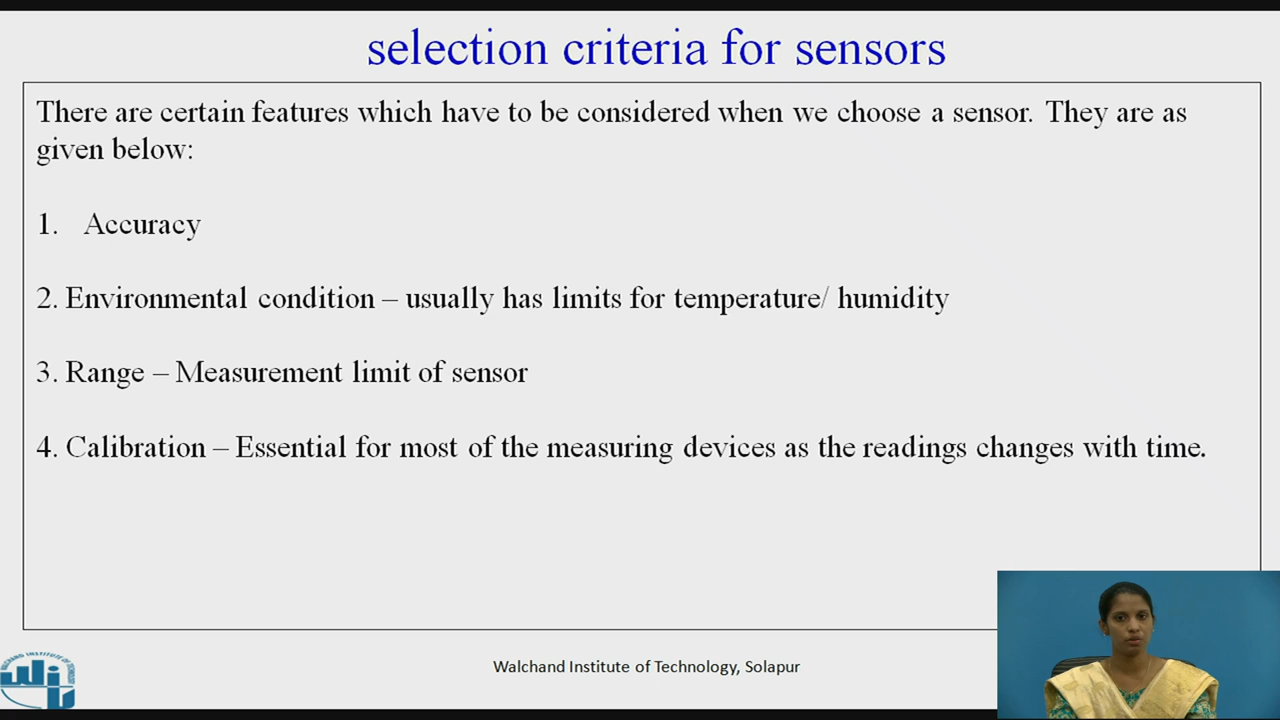 selection criteria for sensors
There are certain features which have to be considered when we choose a sensor. They are as
given below:
1. Accuracy
2. Environmental condition – usually has limits for temperature/ humidity
3. Range – Measurement limit of sensor
4. Calibration – Essential for most of the measuring devices as the readings changes with time.
Walchand Institute of Technology, Solapur